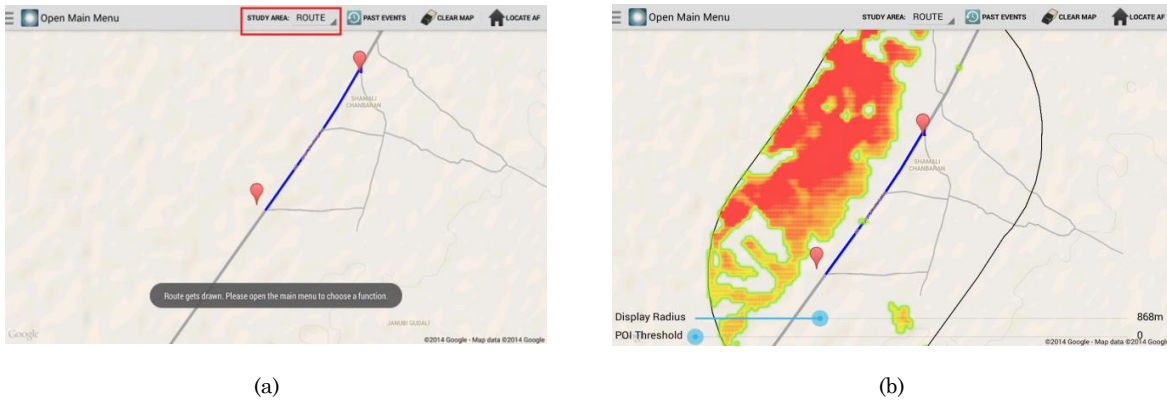 Open Main Menu STUDY AREA: ROUTE PAST EVENTS CLEAR MAP LOCATE AF
SHAMALI
CHANBARAN
Route gets drawn. Please open the main menu to choose a function.
JANUBI GUDALI
Google ©2014 Google - Map data ©2014 Google
(a)
Open Main Menu STUDY AREA: ROUTE PAST EVENTS CLEAR MAP LOCATE AF
SHAMALI
CHANBARAN
Display Radius 868m
POI Threshold 0
©2014 Google - Map data ©2014 Google
(b)